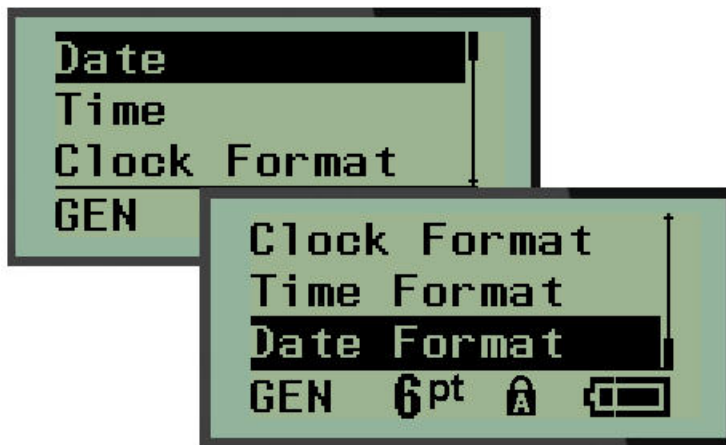 Date
Time
Clock Format
GEN
Clock Format
Time Format
Date Format
GEN 6pt A